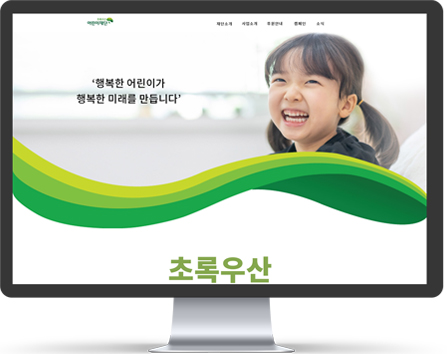 어린이재단
재단소개 사업소개 후원안내 캠페인 소식
‘행복한 어린이가
행복한 미래를 만듭니다’
초록우산